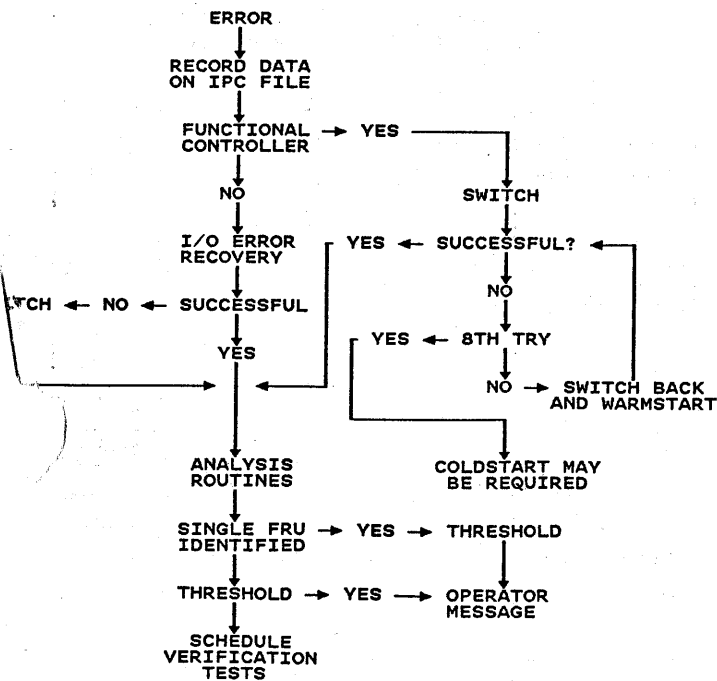 ERROR
RECORD DATA
ON IPC FILE
FUNCTIONAL
CONTROLLER
YES
NO
SWITCH
I/O ERROR
RECOVERY
YES
SUCCESSFUL?
NO
NO
SUCCESSFUL
YES
YES
8TH TRY
NO
SWITCH BACK
AND WARMSTART
ANALYSIS
ROUTINES
COLDSTART MAY
BE REQUIRED
SINGLE FRU
IDENTIFIED
YES
THRESHOLD
THRESHOLD
YES
OPERATOR
MESSAGE
SCHEDULE
VERIFICATION
TESTS